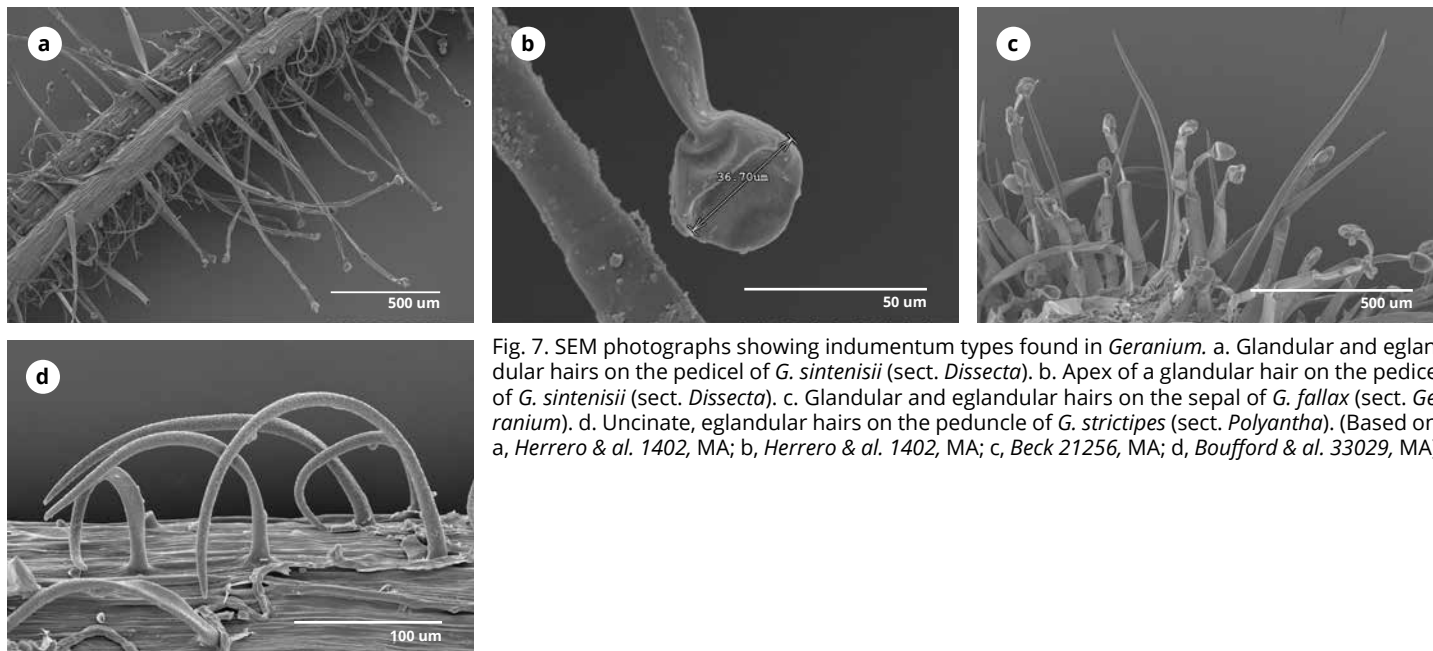 a
500 um
b
36.70um
50 um
c
500 um
d
100 um
Fig. 7. SEM photographs showing indumentum types found in Geranium. a. Glandular and eglan
dular hairs on the pedicel of G. sintenisii (sect. Dissecta). b. Apex of a glandular hair on the pedice
of G. sintenisii (sect. Dissecta). c. Glandular and eglandular hairs on the sepal of G. fallax (sect. Ge
ranium). d. Uncinate, eglandular hairs on the peduncle of G. strictipes (sect. Polyantha). (Based on
a, Herrero & al. 1402, MA; b, Herrero & al. 1402, MA; c, Beck 21256, MA; d, Boufford & al. 33029, MA